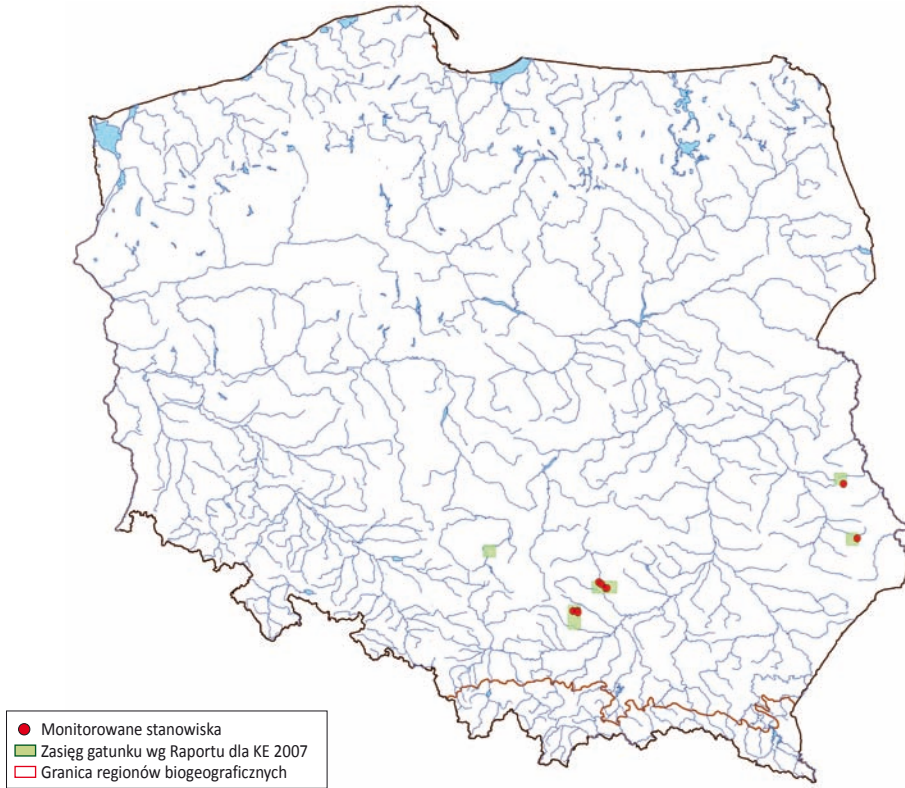 Monitorowane stanowiska
Zasięg gatunku wg Raportu dla KE 2007
Granica regionów biogeograficznych